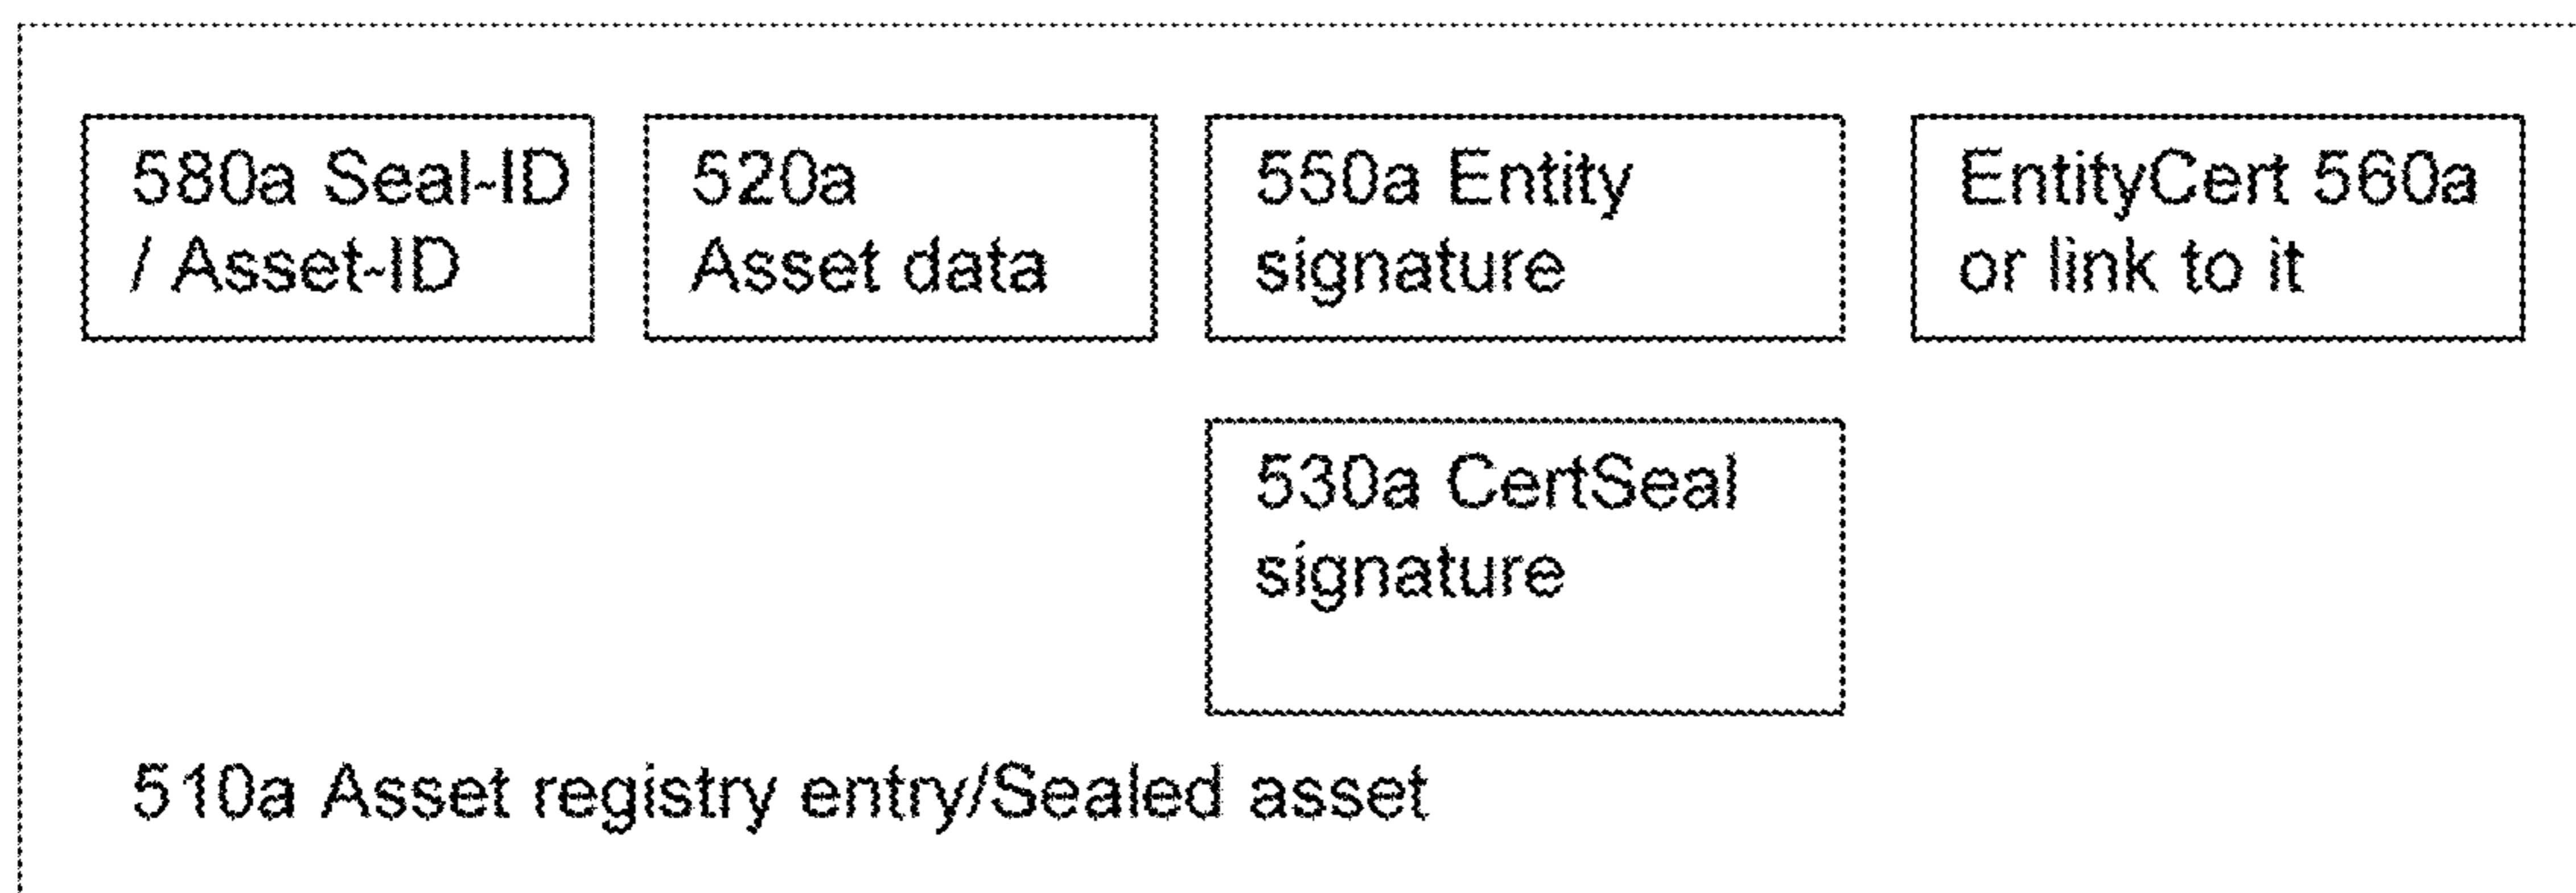 580a Seal-ID
/ Asset-ID
520a
Asset data
550a Entity
signature
EntityCert 560a
or link to it
530a CertSeal
signature
510a Asset registry entry/Sealed asset